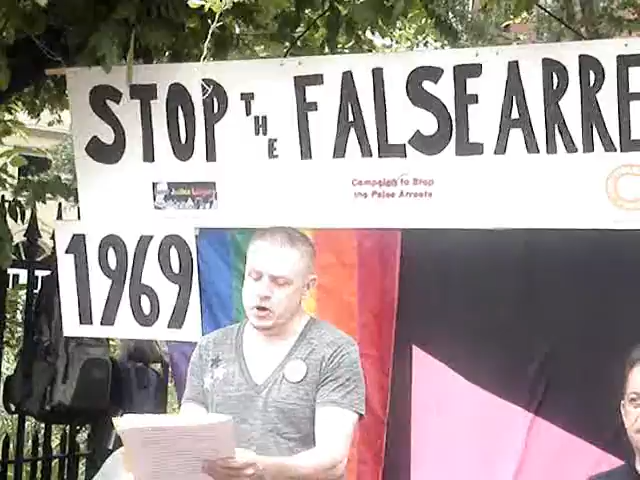 STOP THE FALSE ARRE
Campaign to Stop
the False Arrests
1969